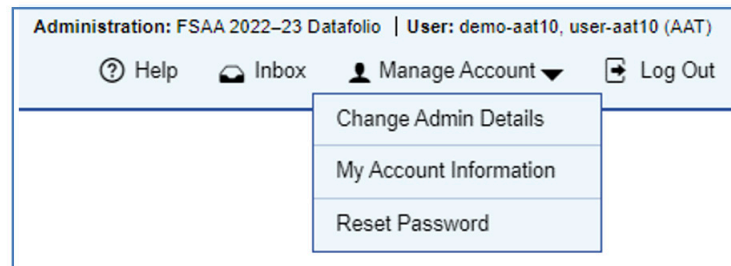 Administration: FSAA 2022–23 Datafolio | User: demo-aat10, user-aat10 (AAT)
Help Inbox Manage Account Log Out
Change Admin Details
My Account Information
Reset Password